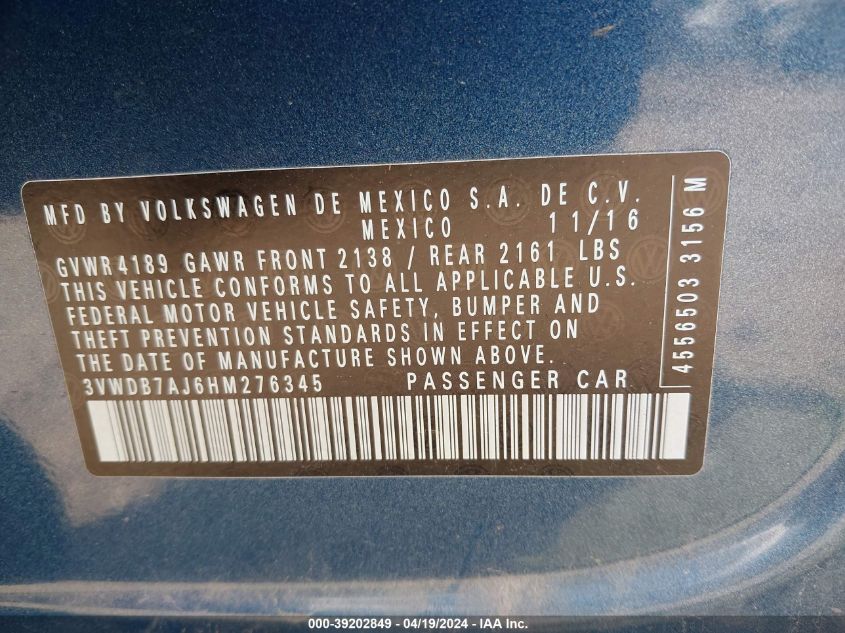 MFD BY VOLKSWAGEN DE MEXICO S.A. DE C.V.
MEXICO 11/16
GVWR4189 GAWR FRONT 2138 / REAR 2161 LBS
THIS VEHICLE CONFORMS TO ALL APPLICABLE U.S.
FEDERAL MOTOR VEHICLE SAFETY, BUMPER AND
THEFT PREVENTION STANDARDS IN EFFECT ON
THE DATE OF MANUFACTURE SHOWN ABOVE.
3VWDB7AJ6HM276345 PASSENGER CAR
4556503 3156 M
000-39202849 - 04/19/2024 - IAA Inc.